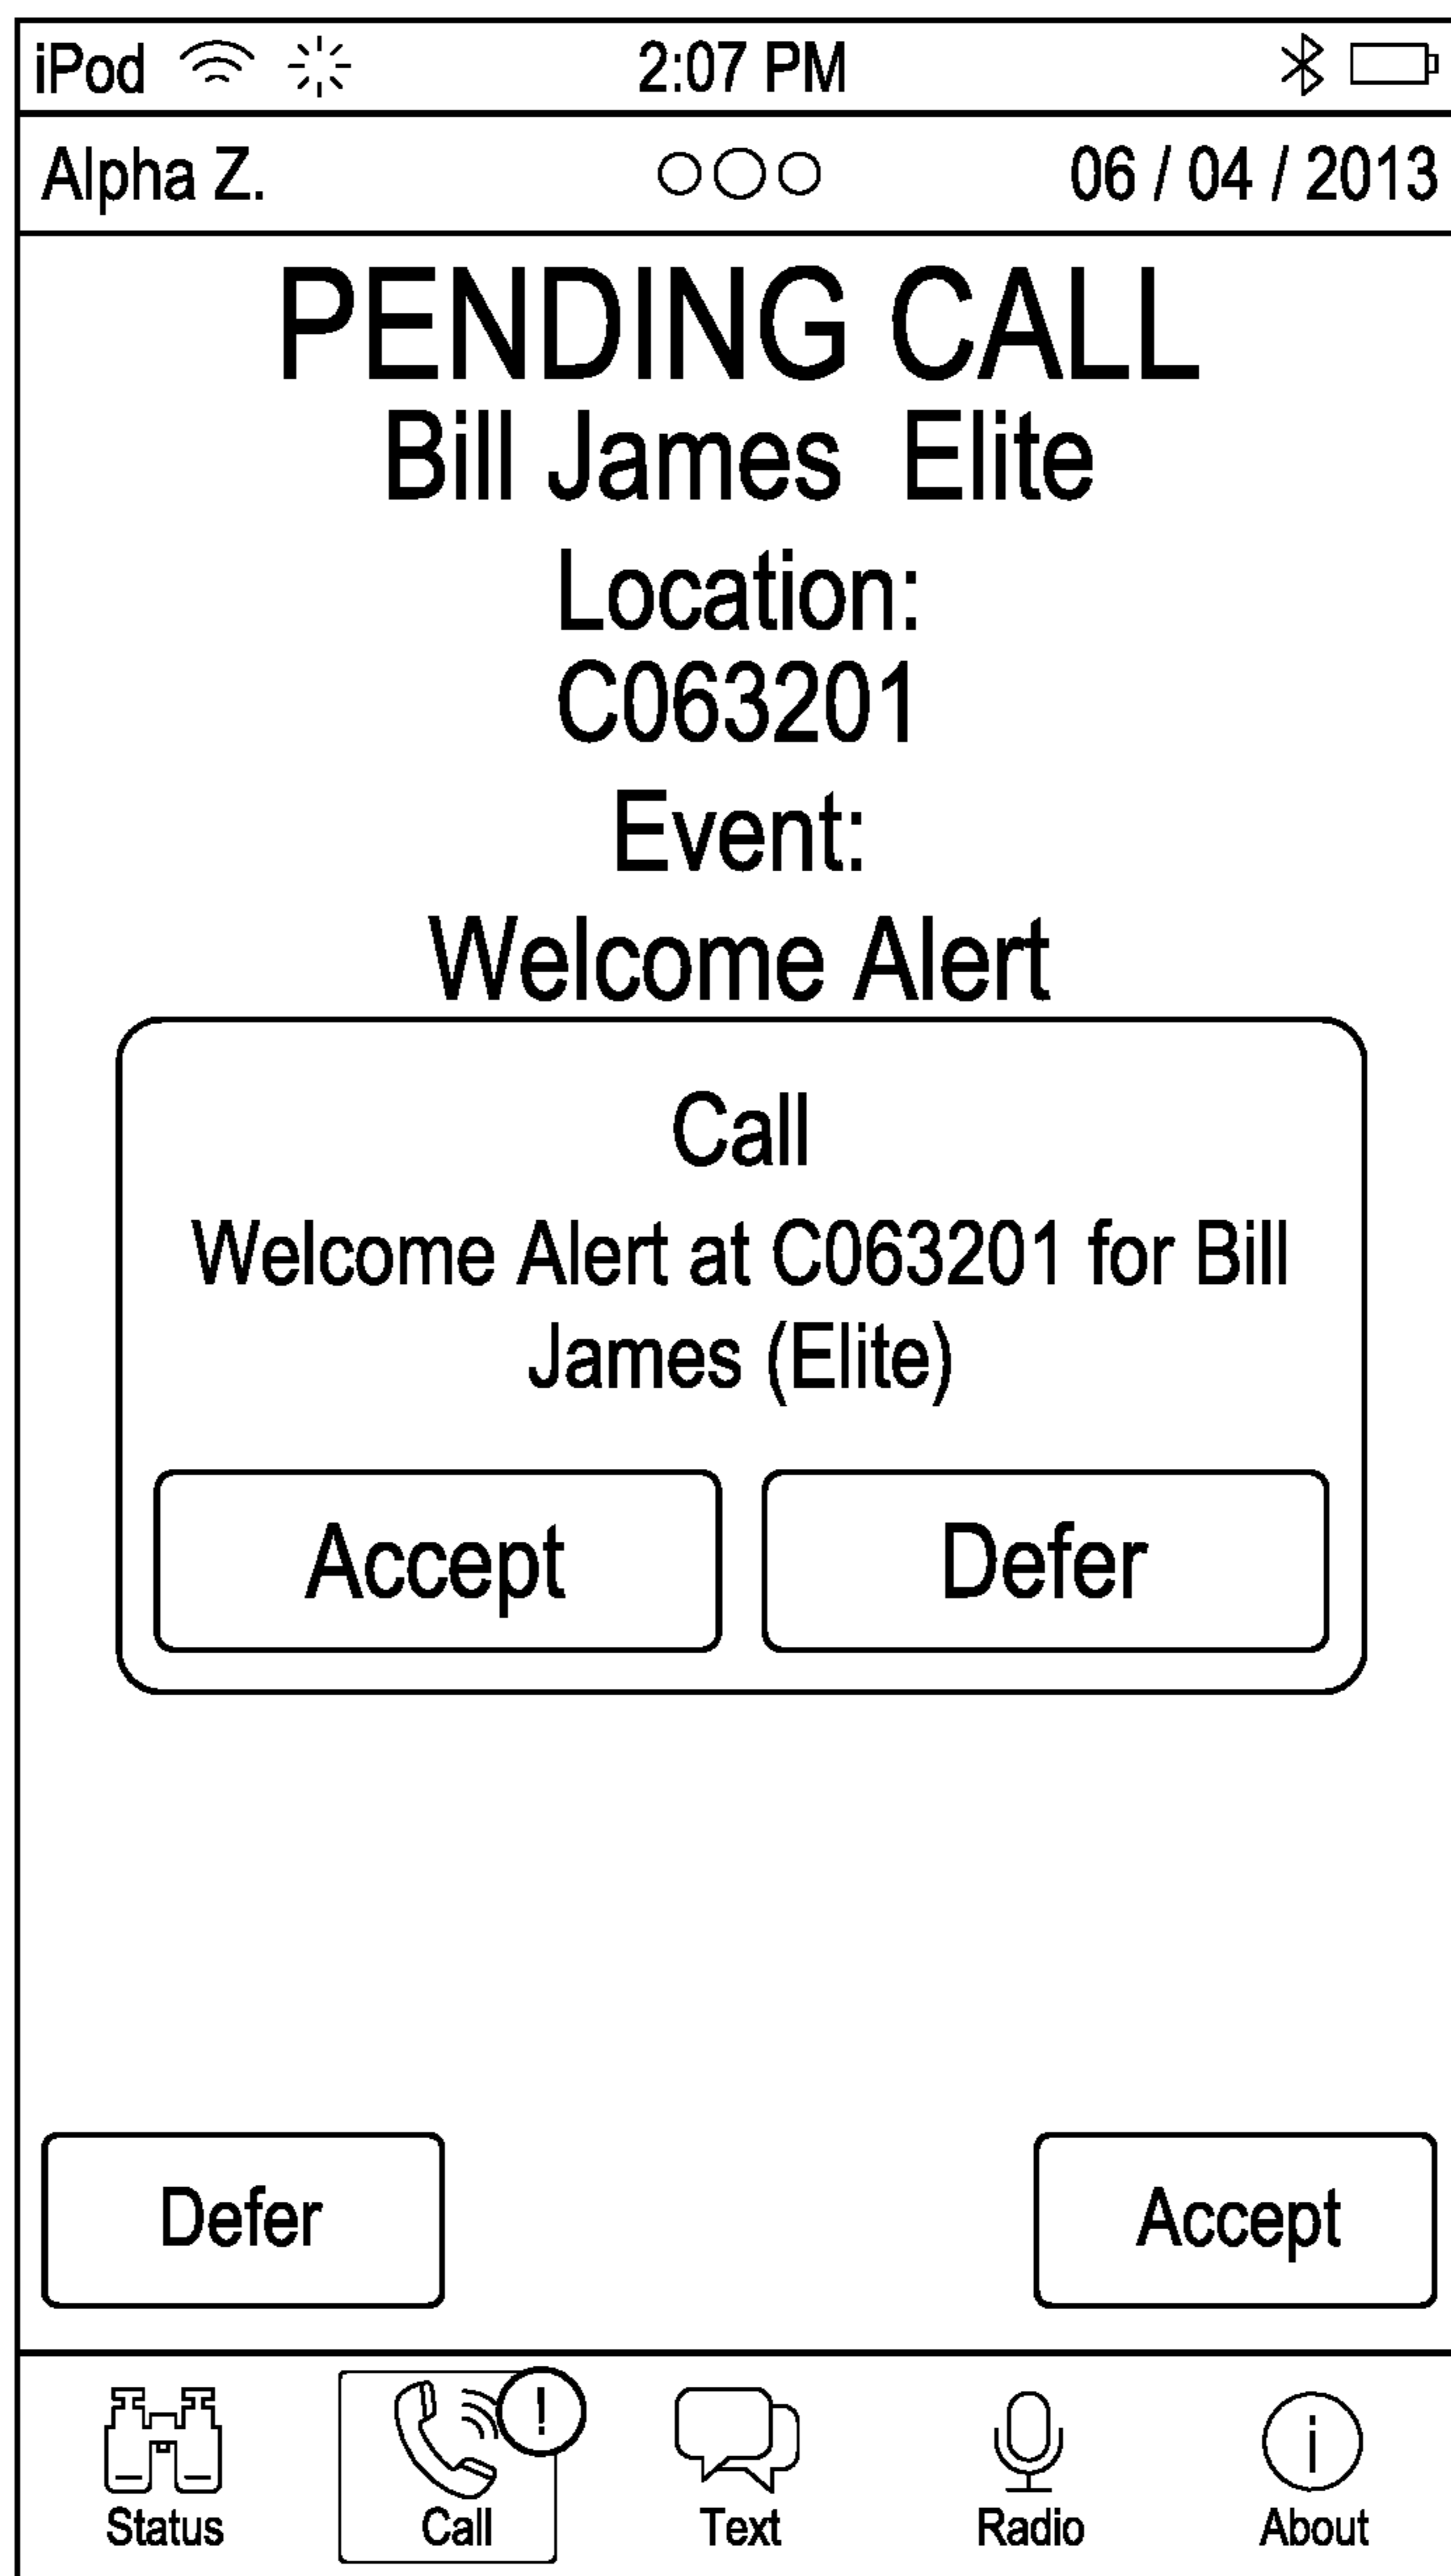 iPod 2:07 PM
Alpha Z. 06 / 04 / 2013
PENDING CALL
Bill James Elite
Location:
C063201
Event:
Welcome Alert
Call
Welcome Alert at C063201 for Bill
James (Elite)
Accept Defer
Defer Accept
!
i
Status Call Text Radio About